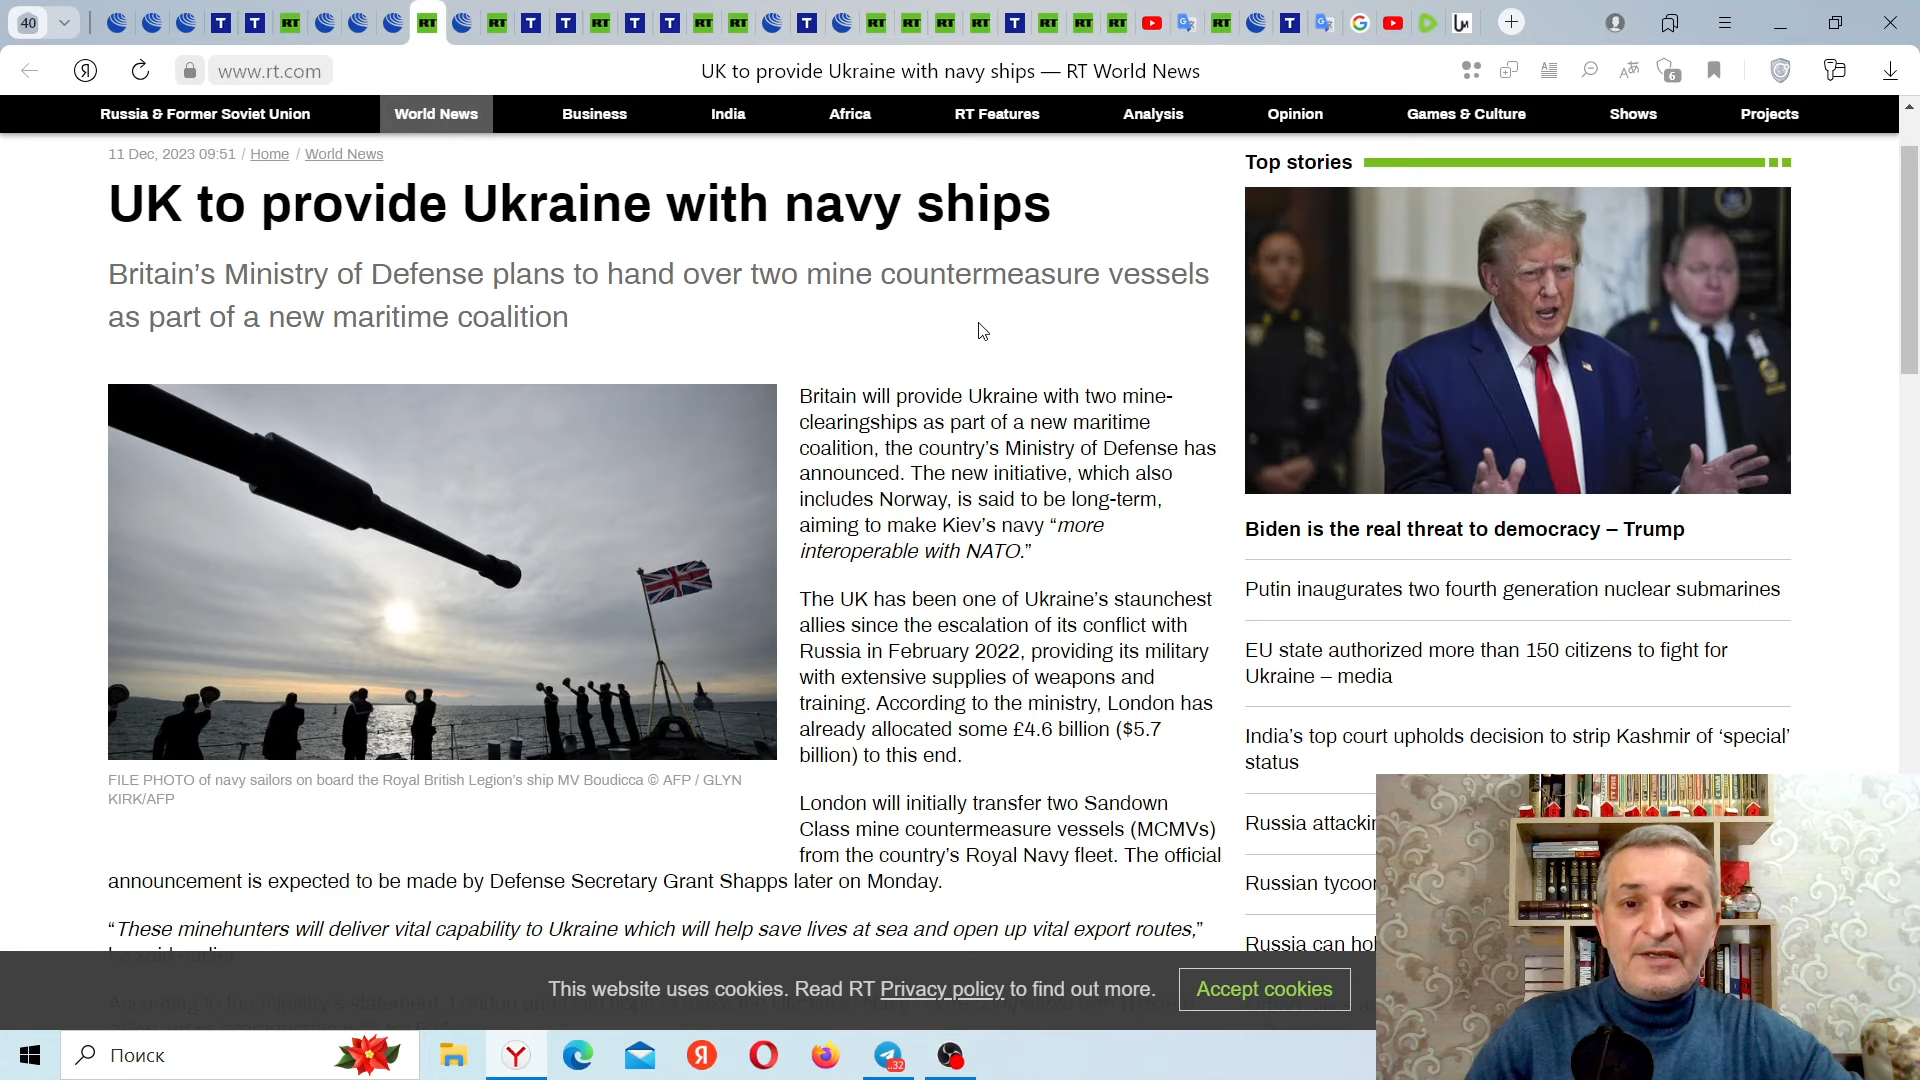 40
www.rt.com
UK to provide Ukraine with navy ships — RT World News
6
Russia & Former Soviet Union
World News
Business
India
Africa
RT Features
Analysis
Opinion
Games & Culture
Shows
Projects
11 Dec, 2023 09:51 / Home / World News
UK to provide Ukraine with navy ships
Britain's Ministry of Defense plans to hand over two mine countermeasure vessels
as part of a new maritime coalition
FILE PHOTO of navy sailors on board the Royal British Legion's ship MV Boudicca © AFP / GLYN
KIRK/AFP
Britain will provide Ukraine with two mine-
clearingships as part of a new maritime
coalition, the country's Ministry of Defense has
announced. The new initiative, which also
includes Norway, is said to be long-term,
aiming to make Kiev's navy “more
interoperable with NATO.”
The UK has been one of Ukraine's staunchest
allies since the escalation of its conflict with
Russia in February 2022, providing its military
with extensive supplies of weapons and
training. According to the ministry, London has
already allocated some £4.6 billion ($5.7
billion) to this end.
London will initially transfer two Sandown
Class mine countermeasure vessels (MCMVs)
from the country's Royal Navy fleet. The official
announcement is expected to be made by Defense Secretary Grant Shapps later on Monday.
“These minehunters will deliver vital capability to Ukraine which will help save lives at sea and open up vital export routes,”
Top stories
Biden is the real threat to democracy – Trump
Putin inaugurates two fourth generation nuclear submarines
EU state authorized more than 150 citizens to fight for
Ukraine – media
India's top court upholds decision to strip Kashmir of ‘special’
status
Russia
Russian
Russia can
This website uses cookies. Read RT Privacy policy to find out more.
Accept cookies
Поиск